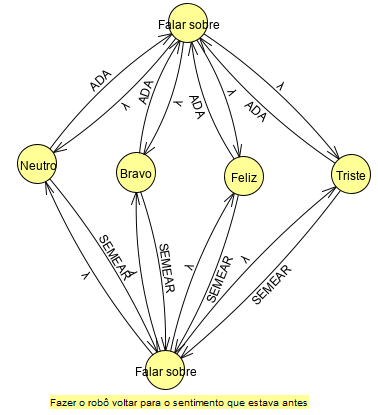 Falar sobre
ADA
λ
ADA
λ
ADA
λ
ADA
λ
Neutro
Bravo
Feliz
Triste
SEMEAR
λ
SEMEAR
λ
SEMEAR
λ
SEMEAR
λ
Falar sobre
Fazer o robô voltar para o sentimento que estava antes